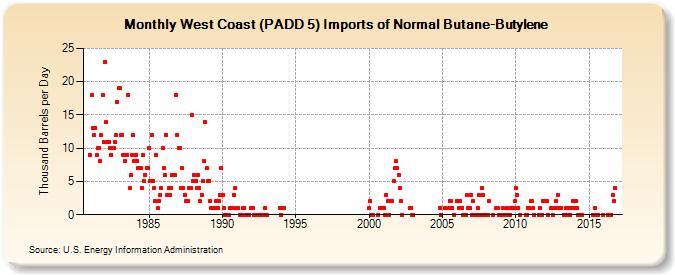 Monthly West Coast (PADD 5) Imports of Normal Butane-Butylene
Thousand Barrels per Day
25
20
15
10
5
0
1985 1990 1995 2000 2005 2010 2015
Source: U.S. Energy Information Administration